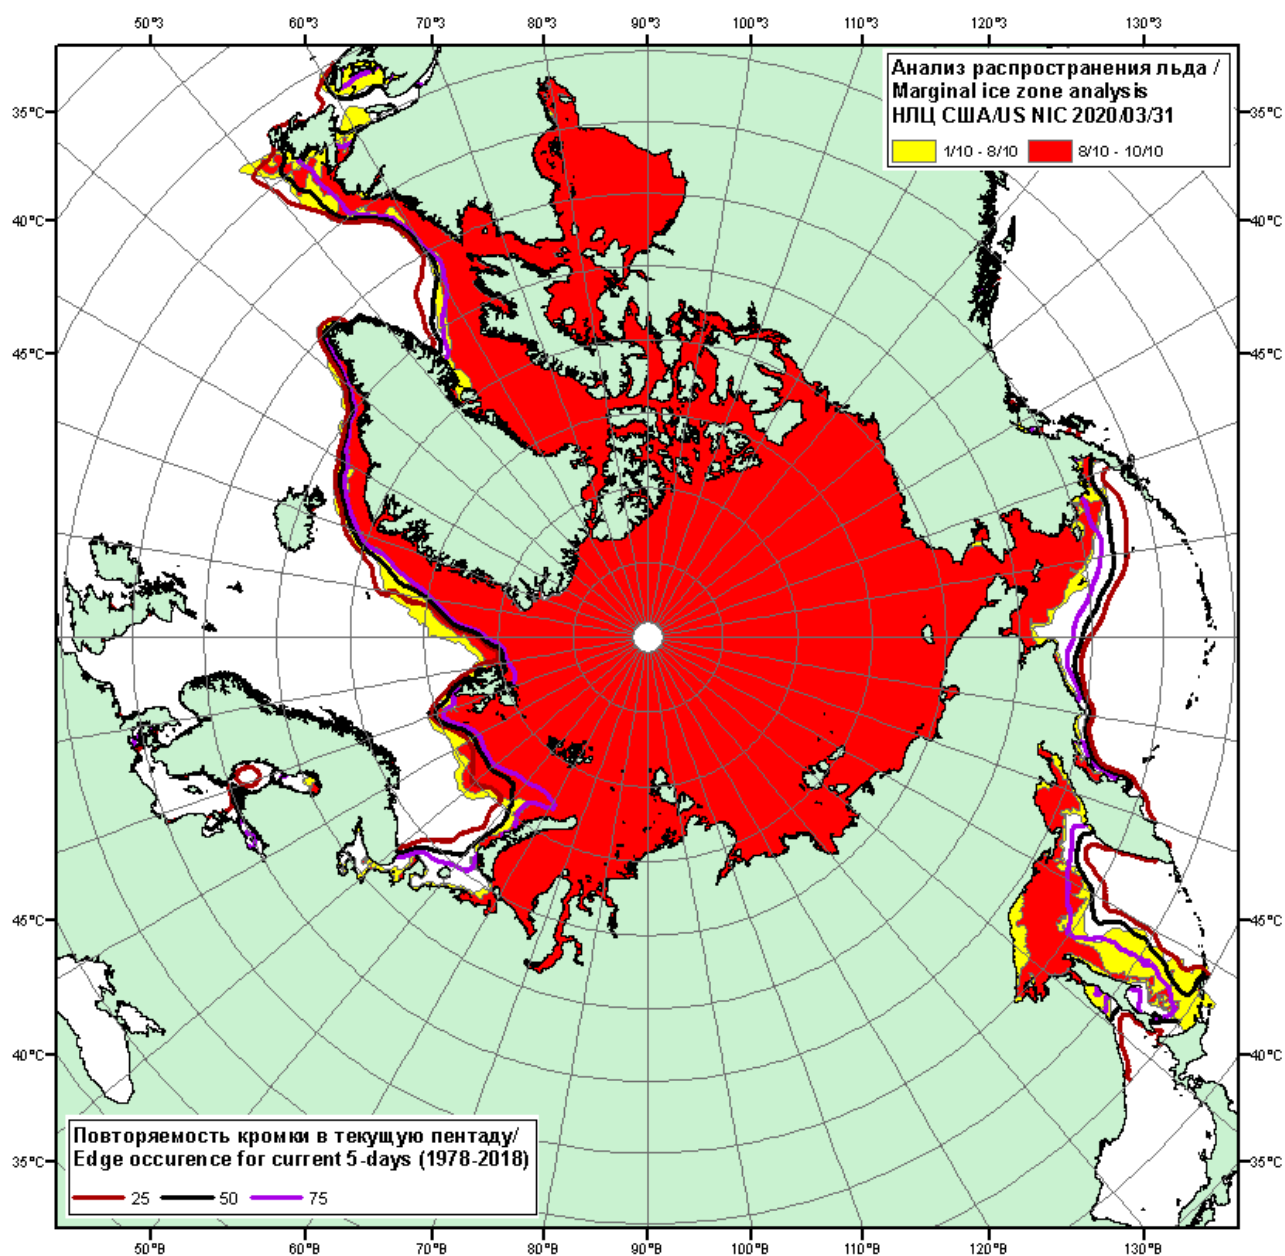 50°З 60°З 70°З 80°З 90°З 100°З 110°З 120°З 130°З
Анализ распространения льда /
Marginal ice zone analysis
НЛЦ США/US NIC 2020/03/31
1/10 - 8/10 8/10 - 10/10
35°С 35°С
40°С 40°С
45°С 45°С
45°С 45°С
40°С 40°С
35°С 35°С
Повторяемость кромки в текущую пентаду/
Edge occurence for current 5-days (1978-2018)
25 50 75
50°В 60°В 70°В 80°В 90°В 100°В 110°В 120°В 130°В